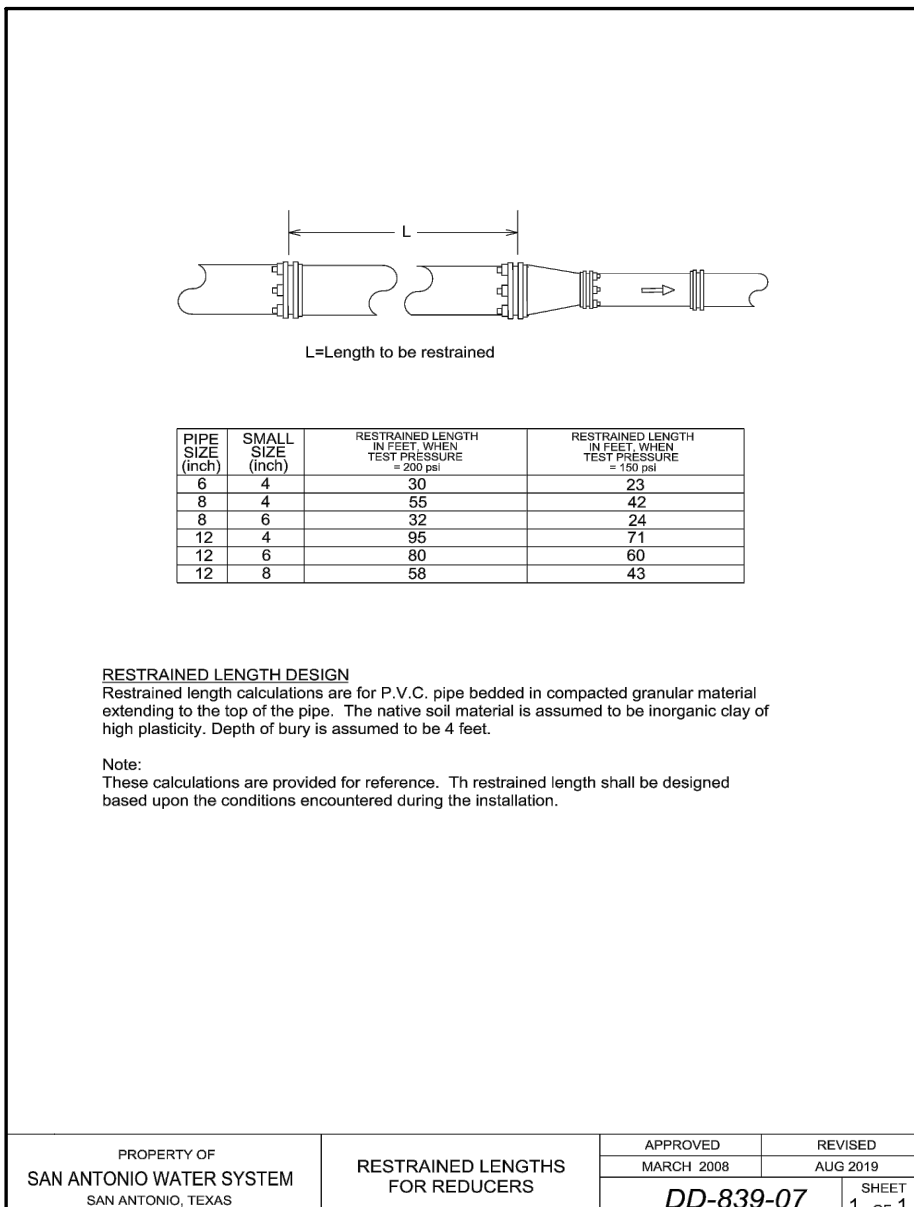 L
L=Length to be restrained
PIPE SIZE (inch) SMALL SIZE (inch) RESTRAINED LENGTH IN FEET, WHEN TEST PRESSURE = 200 psi RESTRAINED LENGTH IN FEET, WHEN TEST PRESSURE = 150 psi
6 4 30 23
8 4 55 42
8 6 32 24
12 4 95 71
12 6 80 60
12 8 58 43
RESTRAINED LENGTH DESIGN
Restrained length calculations are for P.V.C. pipe bedded in compacted granular material
extending to the top of the pipe. The native soil material is assumed to be inorganic clay of
high plasticity. Depth of bury is assumed to be 4 feet.
Note:
These calculations are provided for reference. Th restrained length shall be designed
based upon the conditions encountered during the installation.
PROPERTY OF
SAN ANTONIO WATER SYSTEM
SAN ANTONIO, TEXAS
RESTRAINED LENGTHS
FOR REDUCERS
APPROVED REVISED
MARCH 2008 AUG 2019
DD-839-07
SHEET
1 OF 1